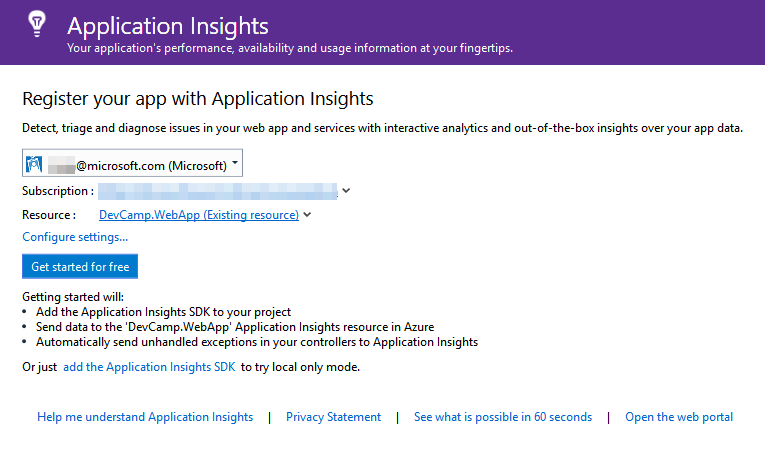 Application Insights
Your application's performance, availability and usage information at your fingertips.
Register your app with Application Insights
Detect, triage and diagnose issues in your web app and services with interactive analytics and out-of-the-box insights over your app data.
@microsoft.com (Microsoft)
Subscription :
Resource : DevCamp.WebApp (Existing resource)
Configure settings...
Get started for free
Getting started will:
• Add the Application Insights SDK to your project
• Send data to the 'DevCamp.WebApp' Application Insights resource in Azure
• Automatically send unhandled exceptions in your controllers to Application Insights
Or just add the Application Insights SDK to try local only mode.
Help me understand Application Insights | Privacy Statement | See what is possible in 60 seconds | Open the web portal